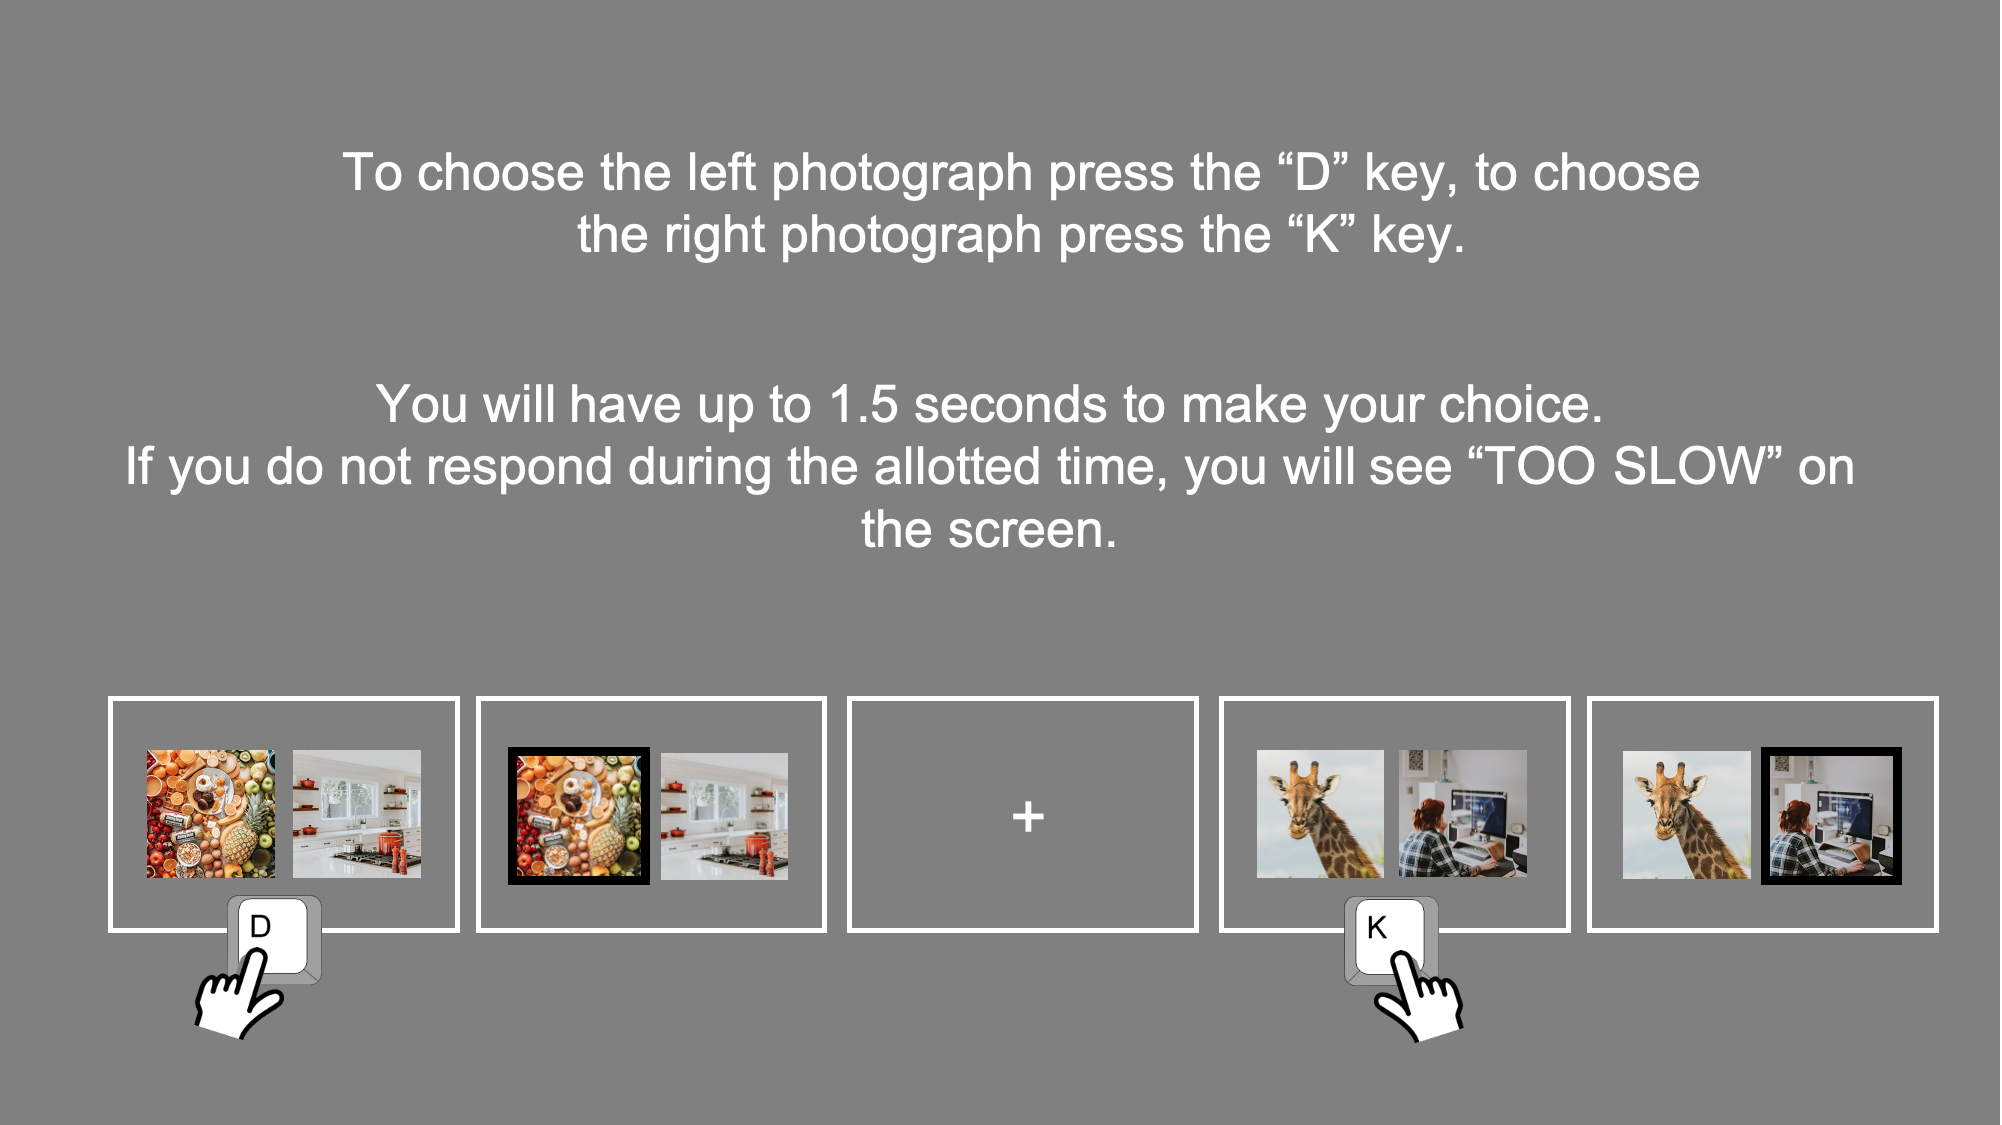 To choose the left photograph press the “D” key, to choose
the right photograph press the “K” key.
You will have up to 1.5 seconds to make your choice.
If you do not respond during the allotted time, you will see “TOO SLOW” on
the screen.
+
D
K